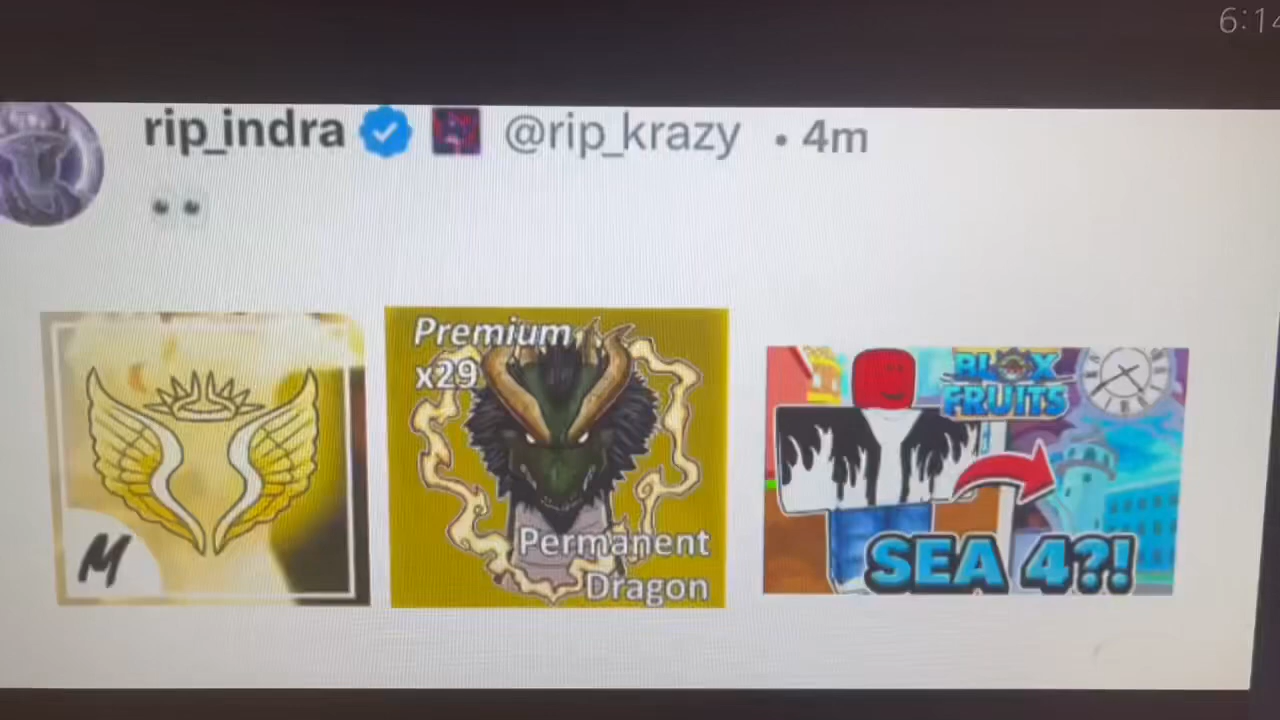 6:14
rip_indra @rip_krazy • 4m
M
Premium
x29
Permanent
Dragon
BLOX
FRUITS
SEA 4?!